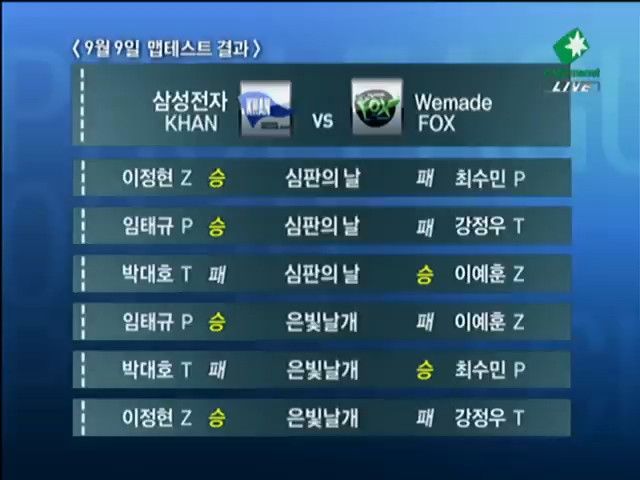 < 9월 9일 맵테스트 결과 >
LIVE
삼성전자 KHAN vs FOX Wemade
KHAN FOX
이정현 Z 승 심판의 날 패 최수민 P
임태규 P 승 심판의 날 패 강정우 T
박대호 T 패 심판의 날 승 이예훈 Z
임태규 P 승 은빛날개 패 이예훈 Z
박대호 T 패 은빛날개 승 최수민 P
이정현 Z 승 은빛날개 패 강정우 T